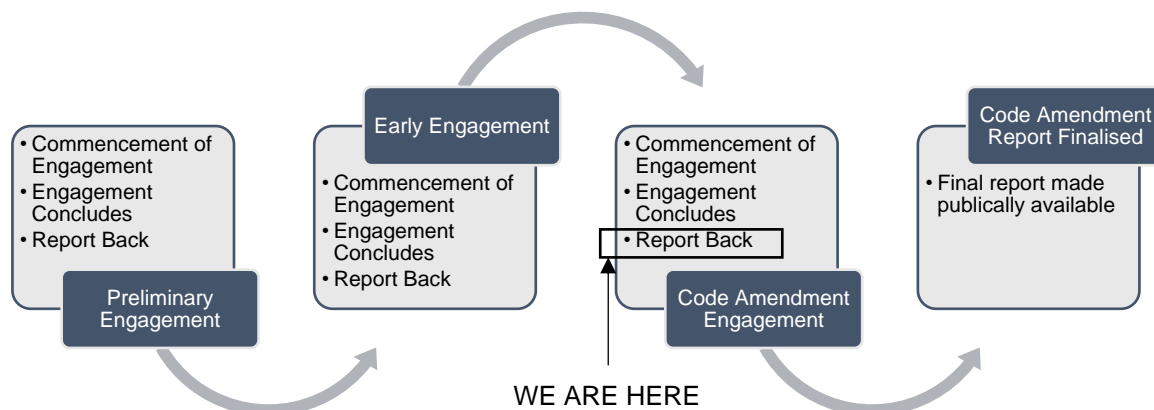 • Commencement of
Engagement
• Engagement
Concludes
• Report Back
Preliminary
Engagement
Early Engagement
• Commencement of
Engagement
• Engagement
Concludes
• Report Back
• Commencement of
Engagement
• Engagement
Concludes
• Report Back
Code Amendment
Engagement
WE ARE HERE
Code Amendment
Report Finalised
• Final report made
publically available